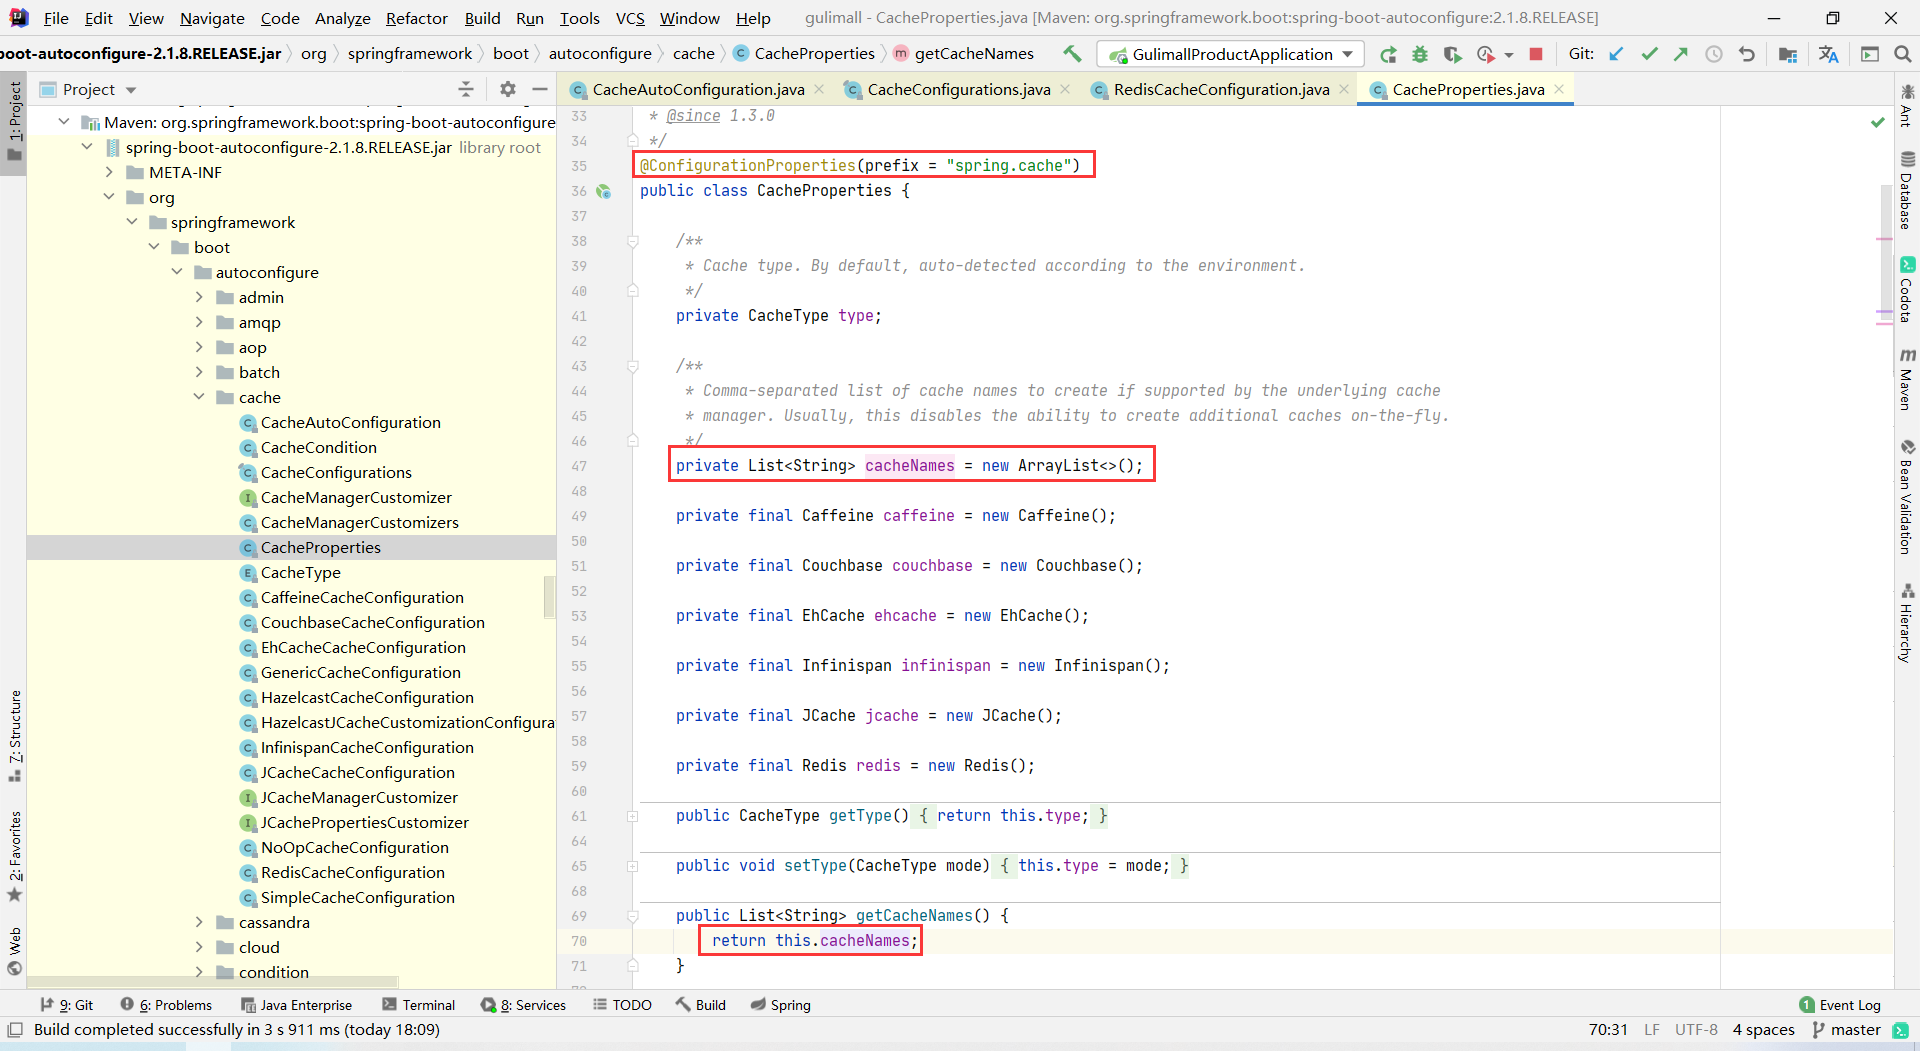 File Edit View Navigate Code Analyze Refactor Build Run Tools VCS Window Help gulimall - CacheProperties.java [Maven: org.springframework.boot:spring-boot-autoconfigure:2.1.8.RELEASE]
boot-autoconfigure-2.1.8.RELEASE.jar org springframework boot autoconfigure cache CacheProperties getCacheNames GulimallProductApplication Git:
Project CacheAutoConfiguration.java CacheConfigurations.java RedisCacheConfiguration.java CacheProperties.java
1: Project
7: Structure
2: Favorites
Web
Maven: org.springframework.boot:spring-boot-autoconfigure
spring-boot-autoconfigure-2.1.8.RELEASE.jar library root
META-INF
org
springframework
boot
autoconfigure
admin
amqp
aop
batch
cache
CacheAutoConfiguration
CacheCondition
CacheConfigurations
CacheManagerCustomizer
CacheManagerCustomizers
CacheProperties
CacheType
CaffeineCacheConfiguration
CouchbaseCacheConfiguration
EhCacheCacheConfiguration
GenericCacheConfiguration
HazelcastCacheConfiguration
HazelcastJCacheCustomizationConfigura
InfinispanCacheConfiguration
JCacheCacheConfiguration
JCacheManagerCustomizer
JCachePropertiesCustomizer
NoOpCacheConfiguration
RedisCacheConfiguration
SimpleCacheConfiguration
cassandra
cloud
condition
33 * @since 1.3.0
34 */
35 @ConfigurationProperties(prefix = "spring.cache")
36 public class CacheProperties {
37
38 /**
39 * Cache type. By default, auto-detected according to the environment.
40 */
41 private CacheType type;
42
43 /**
44 * Comma-separated list of cache names to create if supported by the underlying cache
45 * manager. Usually, this disables the ability to create additional caches on-the-fly.
46 */
47 private List<String> cacheNames = new ArrayList<>();
48
49 private final Caffeine caffeine = new Caffeine();
50
51 private final Couchbase couchbase = new Couchbase();
52
53 private final EhCache ehcache = new EhCache();
54
55 private final Infinispan infinispan = new Infinispan();
56
57 private final JCache jcache = new JCache();
58
59 private final Redis redis = new Redis();
60
61 public CacheType getType() { return this.type; }
64
65 public void setType(CacheType mode) { this.type = mode; }
68
69 public List<String> getCacheNames() {
70 return this.cacheNames;
71 }
Ant
Database
Codota
Maven
Bean Validation
Hierarchy
9: Git 6: Problems Java Enterprise Terminal 8: Services TODO Build Spring 1 Event Log
Build completed successfully in 3 s 911 ms (today 18:09) 70:31 LF UTF-8 4 spaces master